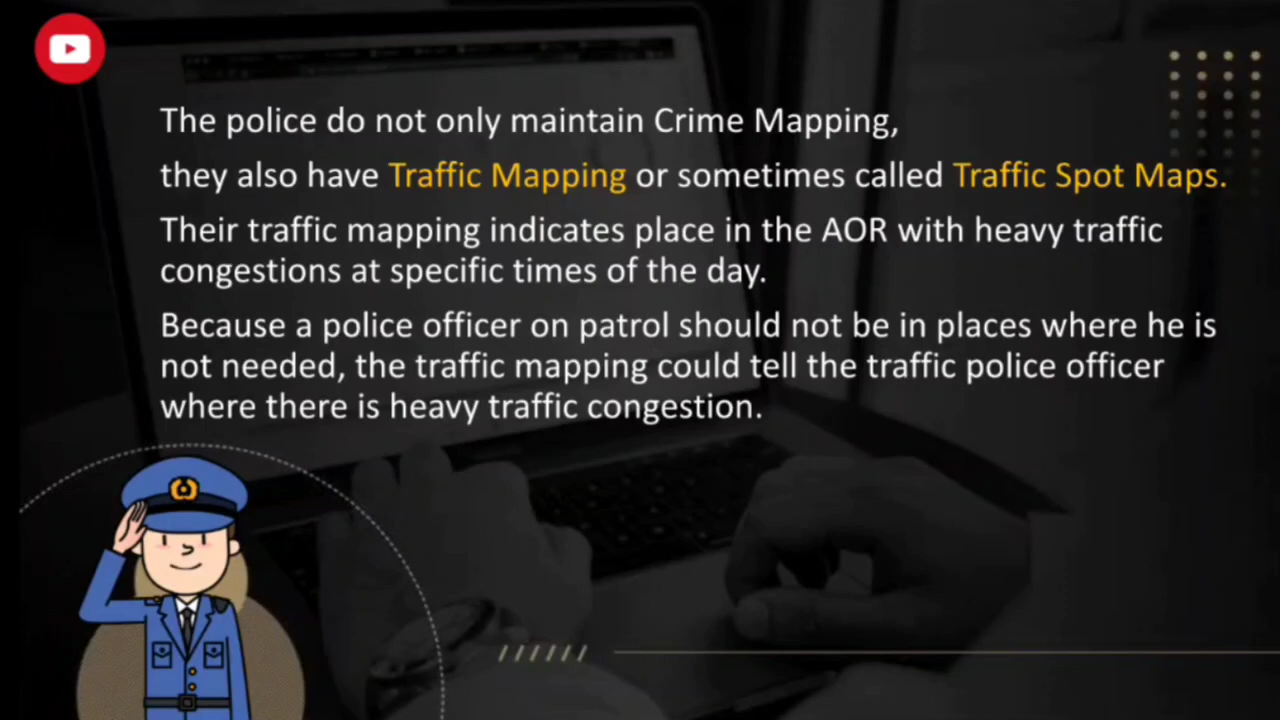 The police do not only maintain Crime Mapping,
they also have Traffic Mapping or sometimes called Traffic Spot Maps.
Their traffic mapping indicates place in the AOR with heavy traffic
congestions at specific times of the day.
Because a police officer on patrol should not be in places where he is
not needed, the traffic mapping could tell the traffic police officer
where there is heavy traffic congestion.